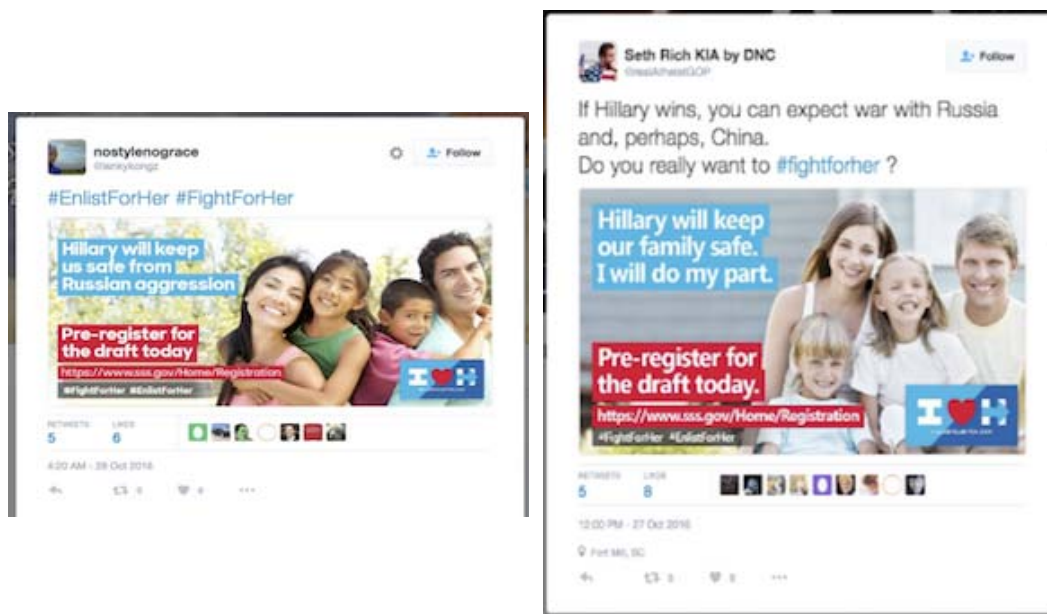 nostylenograce
Follow
#EnlistForHer #FightForHer
Hillary will keep
us safe from
Russian aggression
Pre-register for
the draft today
https://www.sss.gov/Home/Registration
#FightForHer #EnlistForHer
I H
RETWEETS LIKES
5 6
4:20 AM - 28 Oct 2016
Seth Rich KIA by DNC
@realAtheistGOP
Follow
If Hillary wins, you can expect war with Russia
and, perhaps, China.
Do you really want to #fightforher ?
Hillary will keep
our family safe.
I will do my part.
Pre-register for
the draft today.
https://www.sss.gov/Home/Registration
#FightForHer #EnlistForHer
I H
RETWEETS LIKES
5 8
12:00 PM - 27 Oct 2016
Fort Mill, SC